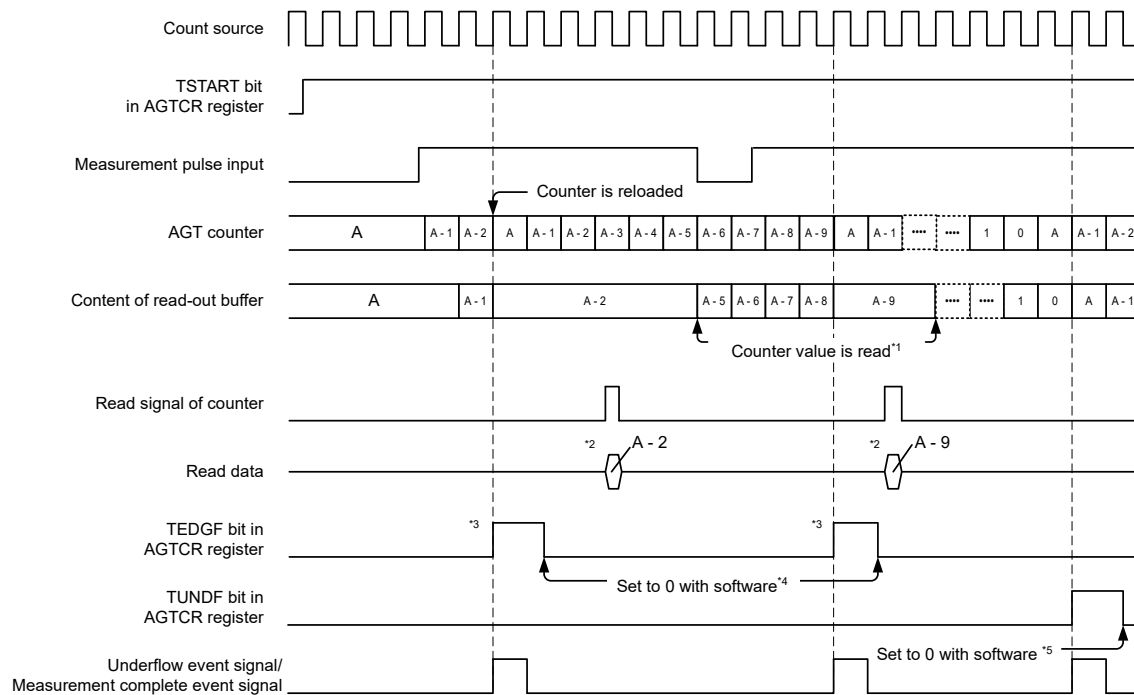 Count source
TSTART bit
in AGTCR register
Measurement pulse input
Counter is reloaded
AGT counter
A A - 1 A - 2 A A - 1 A - 2 A - 3 A - 4 A - 5 A - 6 A - 7 A - 8 A - 9 A A - 1 •••• •••• 1 0 A A - 1 A - 2
Content of read-out buffer
A A - 1 A - 2 A - 5 A - 6 A - 7 A - 8 A - 9 •••• •••• 1 0 A A - 1
Counter value is read*1
Read signal of counter
*2 A - 2 *2 A - 9
Read data
TEDGF bit in
AGTCR register
*3 *3
Set to 0 with software*4
TUNDF bit in
AGTCR register
Set to 0 with software *5
Underflow event signal/
Measurement complete event signal